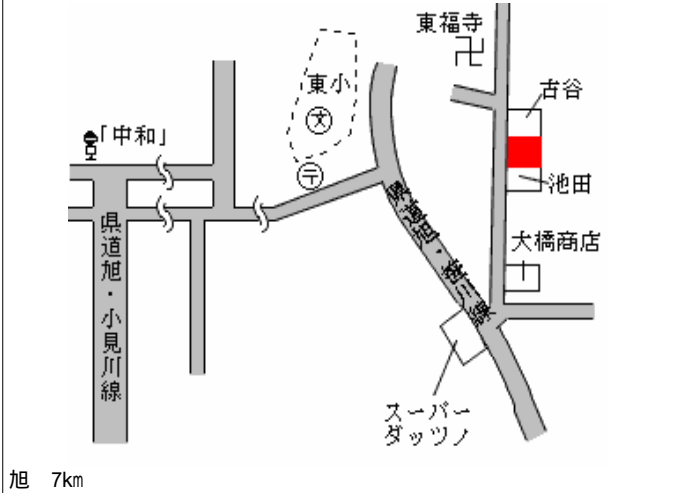 東福寺
古谷
東小
文
「中和」
〒
池田
大橋商店
県道旭・小見川線
スーパー
ダッツノ
旭 7km